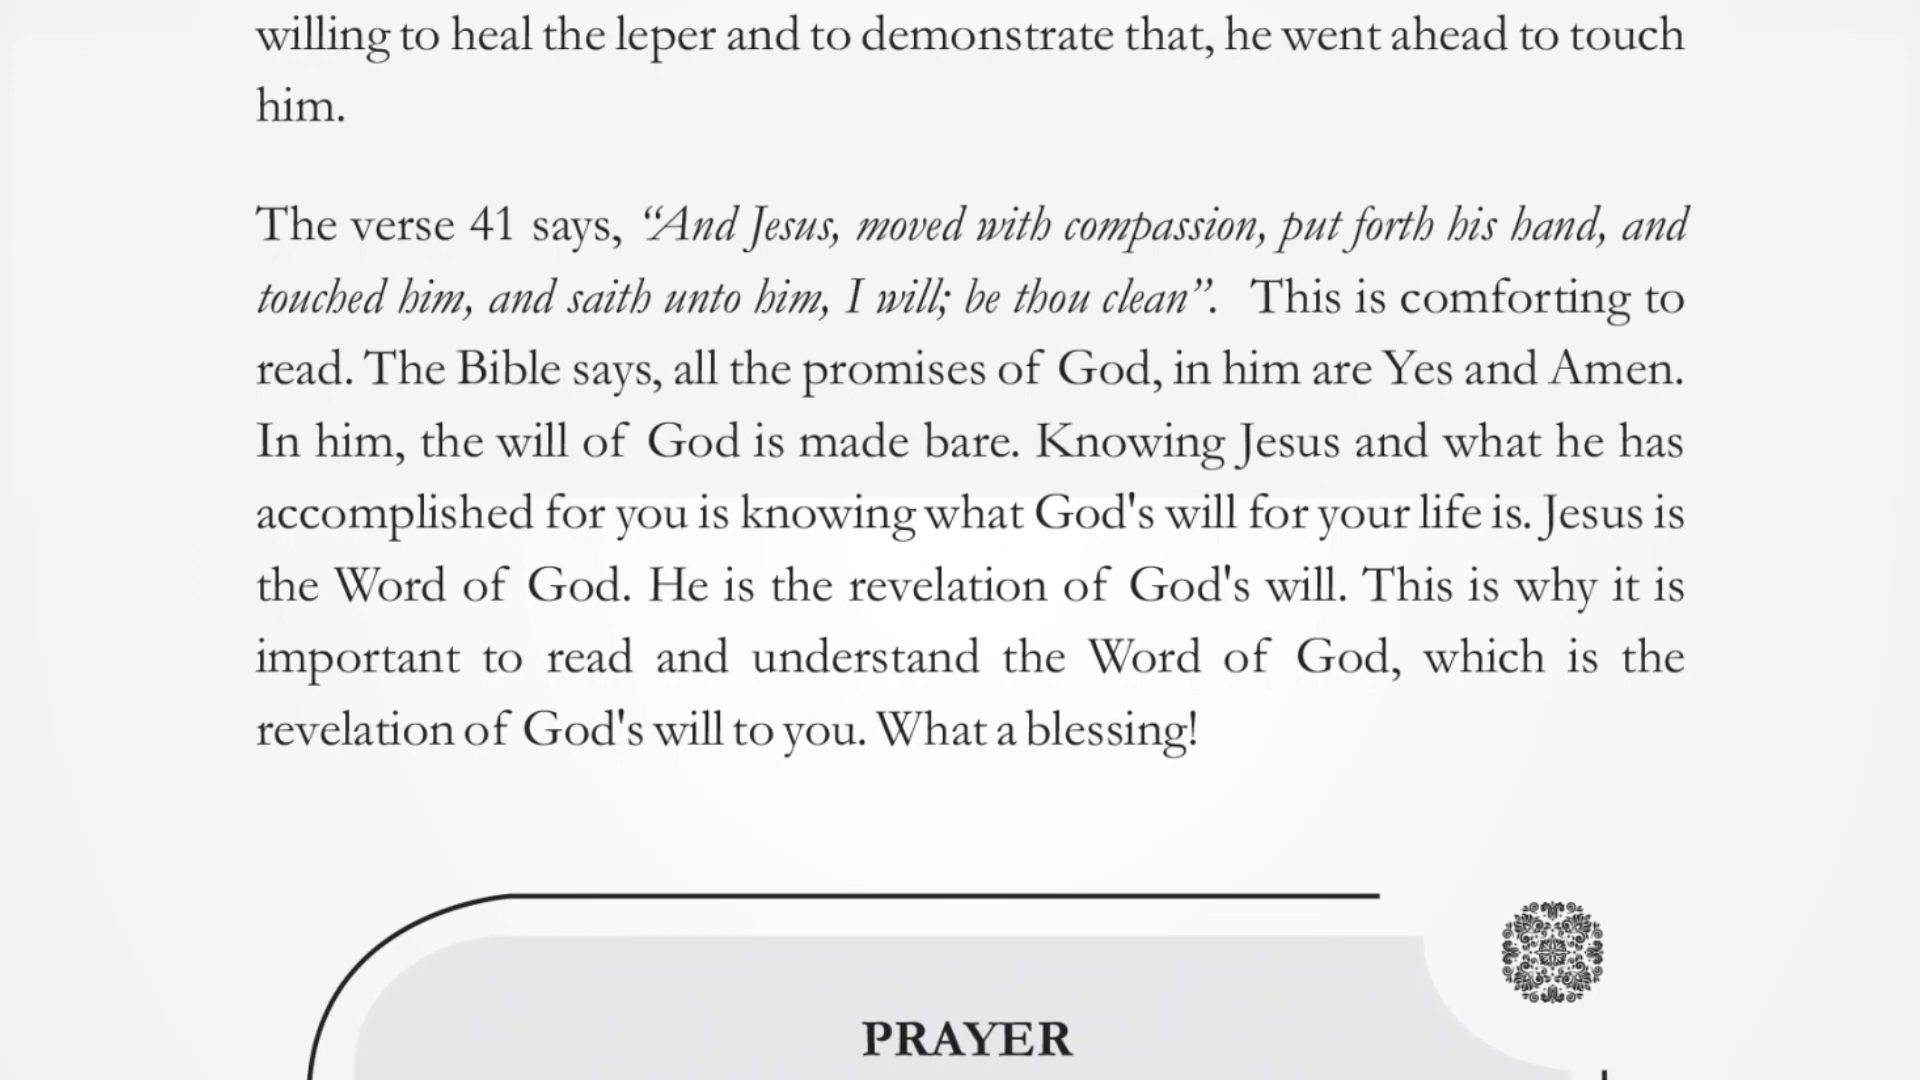 willing to heal the leper and to demonstrate that, he went ahead to touch
him.
The verse 41 says, “And Jesus, moved with compassion, put forth his hand, and
touched him, and saith unto him, I will; be thou clean”. This is comforting to
read. The Bible says, all the promises of God, in him are Yes and Amen.
In him, the will of God is made bare. Knowing Jesus and what he has
accomplished for you is knowing what God's will for your life is. Jesus is
the Word of God. He is the revelation of God's will. This is why it is
important to read and understand the Word of God, which is the
revelation of God's will to you. What a blessing!
PRAYER